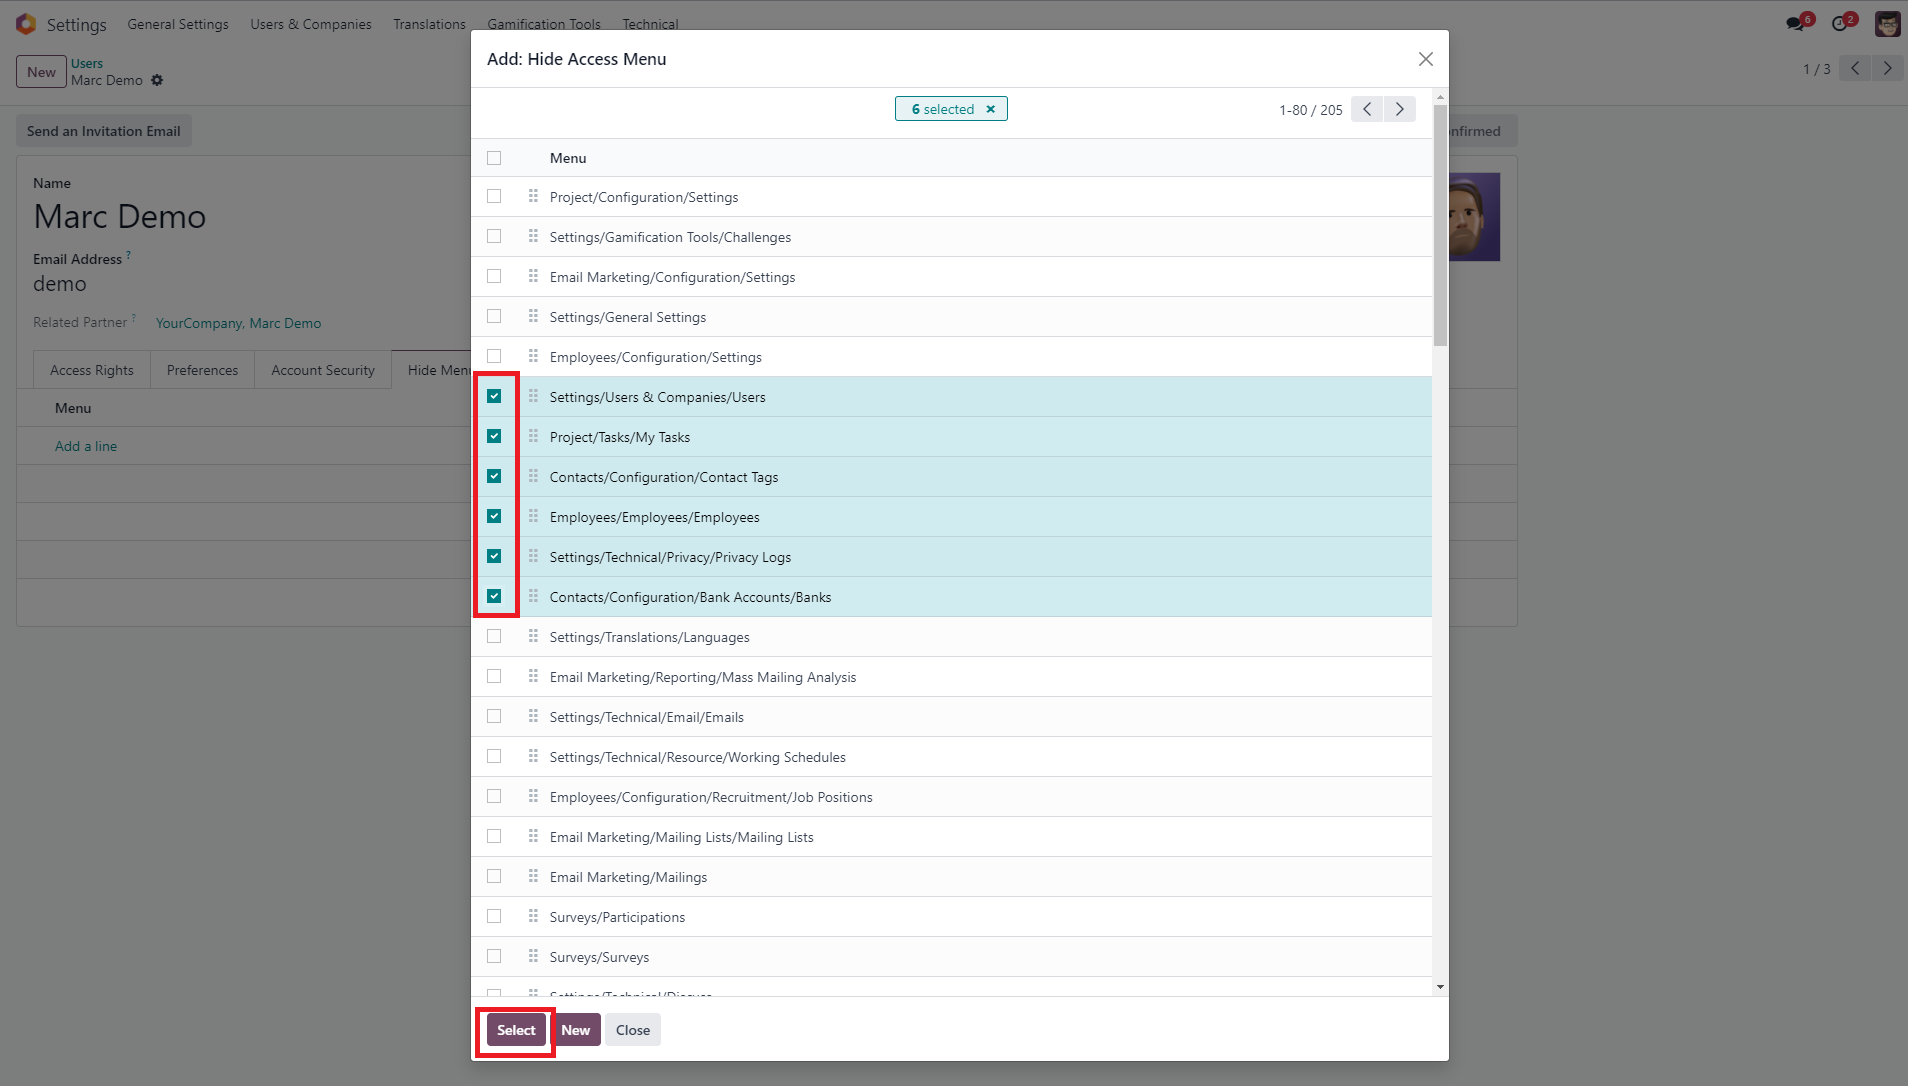 Settings General Settings Users & Companies Translations Gamification Tools Technical 6 2
New Users
Marc Demo
1 / 3
Send an Invitation Email
nfirmed
Name
Marc Demo
Email Address ?
demo
Related Partner ? YourCompany, Marc Demo
Access Rights Preferences Account Security Hide Menu
Menu
Add a line
Add: Hide Access Menu
6 selected 1-80 / 205
Menu
Project/Configuration/Settings
Settings/Gamification Tools/Challenges
Email Marketing/Configuration/Settings
Settings/General Settings
Employees/Configuration/Settings
Settings/Users & Companies/Users
Project/Tasks/My Tasks
Contacts/Configuration/Contact Tags
Employees/Employees/Employees
Settings/Technical/Privacy/Privacy Logs
Contacts/Configuration/Bank Accounts/Banks
Settings/Translations/Languages
Email Marketing/Reporting/Mass Mailing Analysis
Settings/Technical/Email/Emails
Settings/Technical/Resource/Working Schedules
Employees/Configuration/Recruitment/Job Positions
Email Marketing/Mailing Lists/Mailing Lists
Email Marketing/Mailings
Surveys/Participations
Surveys/Surveys
Settings/Technical/Discuss
Select New Close